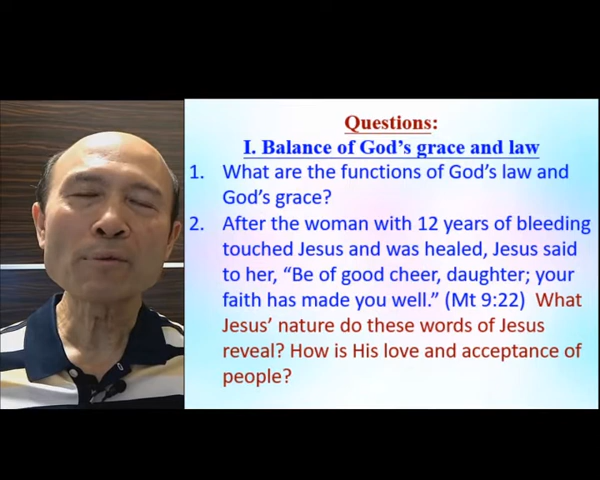 Questions:
I. Balance of God's grace and law
1. What are the functions of God's law and
God's grace?
2. After the woman with 12 years of bleeding
touched Jesus and was healed, Jesus said
to her, “Be of good cheer, daughter; your
faith has made you well.” (Mt 9:22) What
Jesus' nature do these words of Jesus
reveal? How is His love and acceptance of
people?